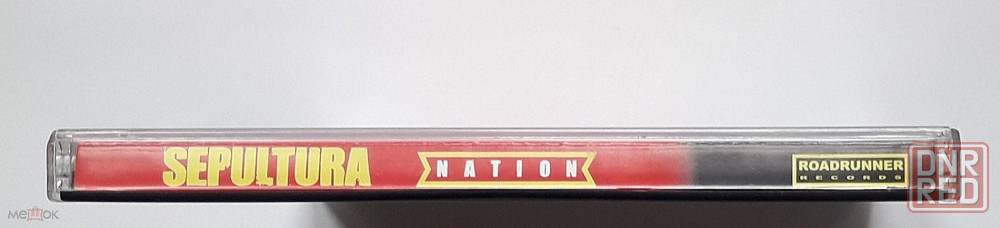 SEPULTURA
NATION
ROADRUNNER
RECORDS
DNR
RED
мешок